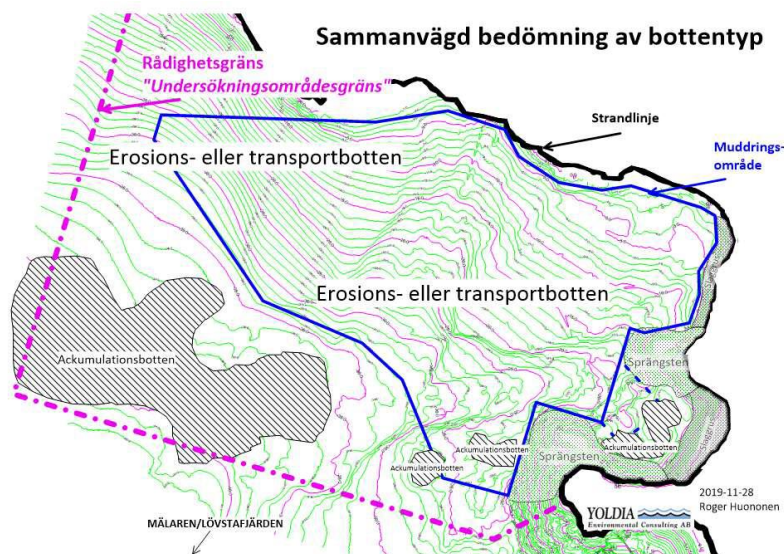 Sammanvägd bedömning av bottentyp
Rådighetsgräns
"Undersökningsområdesgräns"
Strandlinje
Muddrings-
område
Erosions- eller transportbotten
Erosions- eller transportbotten
Ackumulationsbotten
Sprängsten
Ackumulationsbotten
Ackumulationsbotten
Ackumulationsbotten
Sprängsten
MÄLAREN/LÖVSTAFJÄRDEN
2019-11-28
Roger Huononen
YOLDIA
Environmental Consulting AB